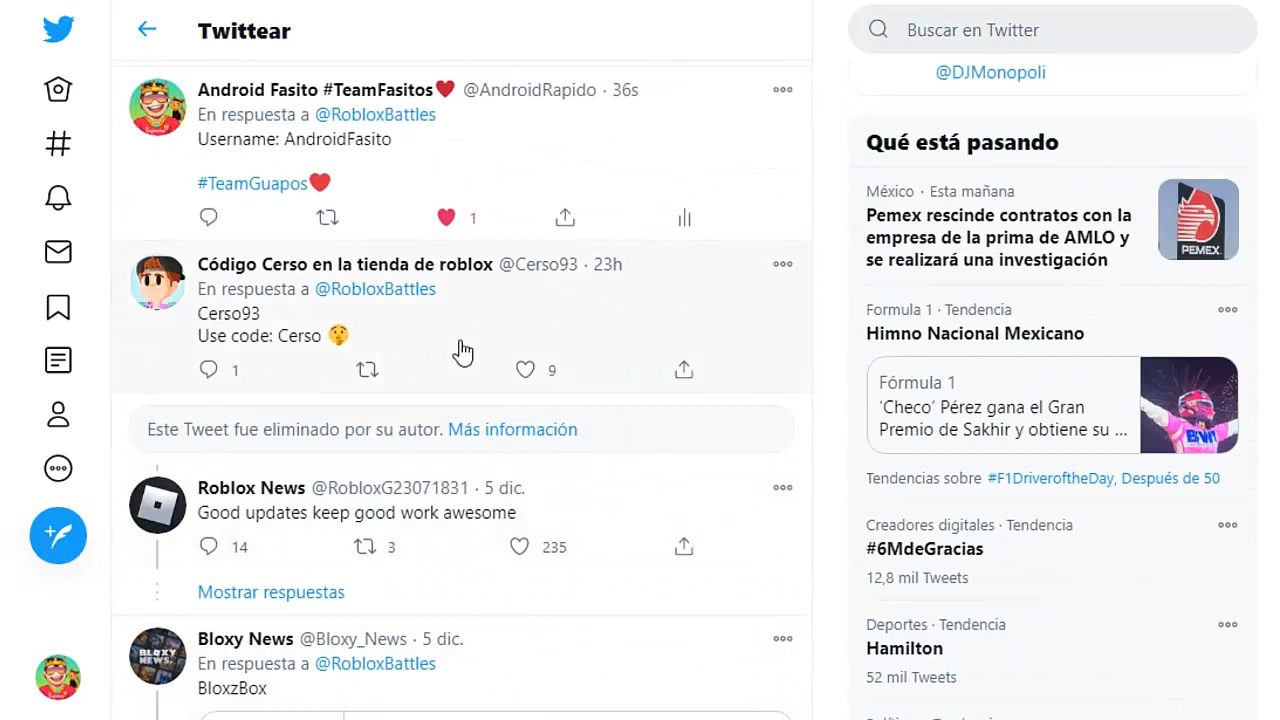 Twittear
Android Fasito #TeamFasitos❤️ @AndroidRapido · 36s
En respuesta a @RobloxBattles
Username: AndroidFasito
#TeamGuapos❤️
1
Código Cerso en la tienda de roblox @Cerso93 · 23h
En respuesta a @RobloxBattles
Cerso93
Use code: Cerso 🤫
1 9
Este Tweet fue eliminado por su autor. Más información
Roblox News @RobloxG23071831 · 5 dic.
Good updates keep good work awesome
14 3 235
Mostrar respuestas
Bloxy News @Bloxy_News · 5 dic.
BLOXY
NEWS.
En respuesta a @RobloxBattles
BloxzBox
Buscar en Twitter
@DJMonopoli
Qué está pasando
México · Esta mañana
Pemex rescinde contratos con la
empresa de la prima de AMLO y
se realizará una investigación
PEMEX
Formula 1 · Tendencia
Himno Nacional Mexicano
Fórmula 1
‘Checo’ Pérez gana el Gran
Premio de Sakhir y obtiene su ...
Tendencias sobre #F1DriveroftheDay, Después de 50
Creadores digitales · Tendencia
#6MdeGracias
12,8 mil Tweets
Deportes · Tendencia
Hamilton
52 mil Tweets